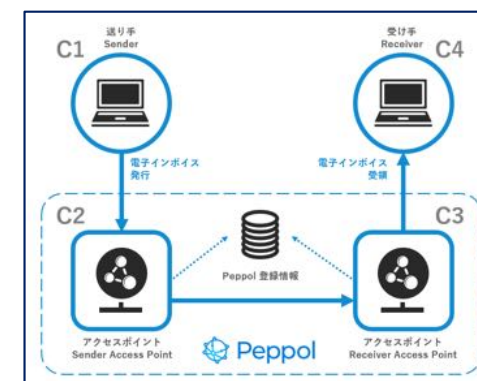 送り手
Sender
C1
受け手
Receiver
C4
電子インボイス
発行
電子インボイス
受領
C2
C3
Peppol 登録情報
アクセスポイント
Sender Access Point
Peppol
アクセスポイント
Receiver Access Point